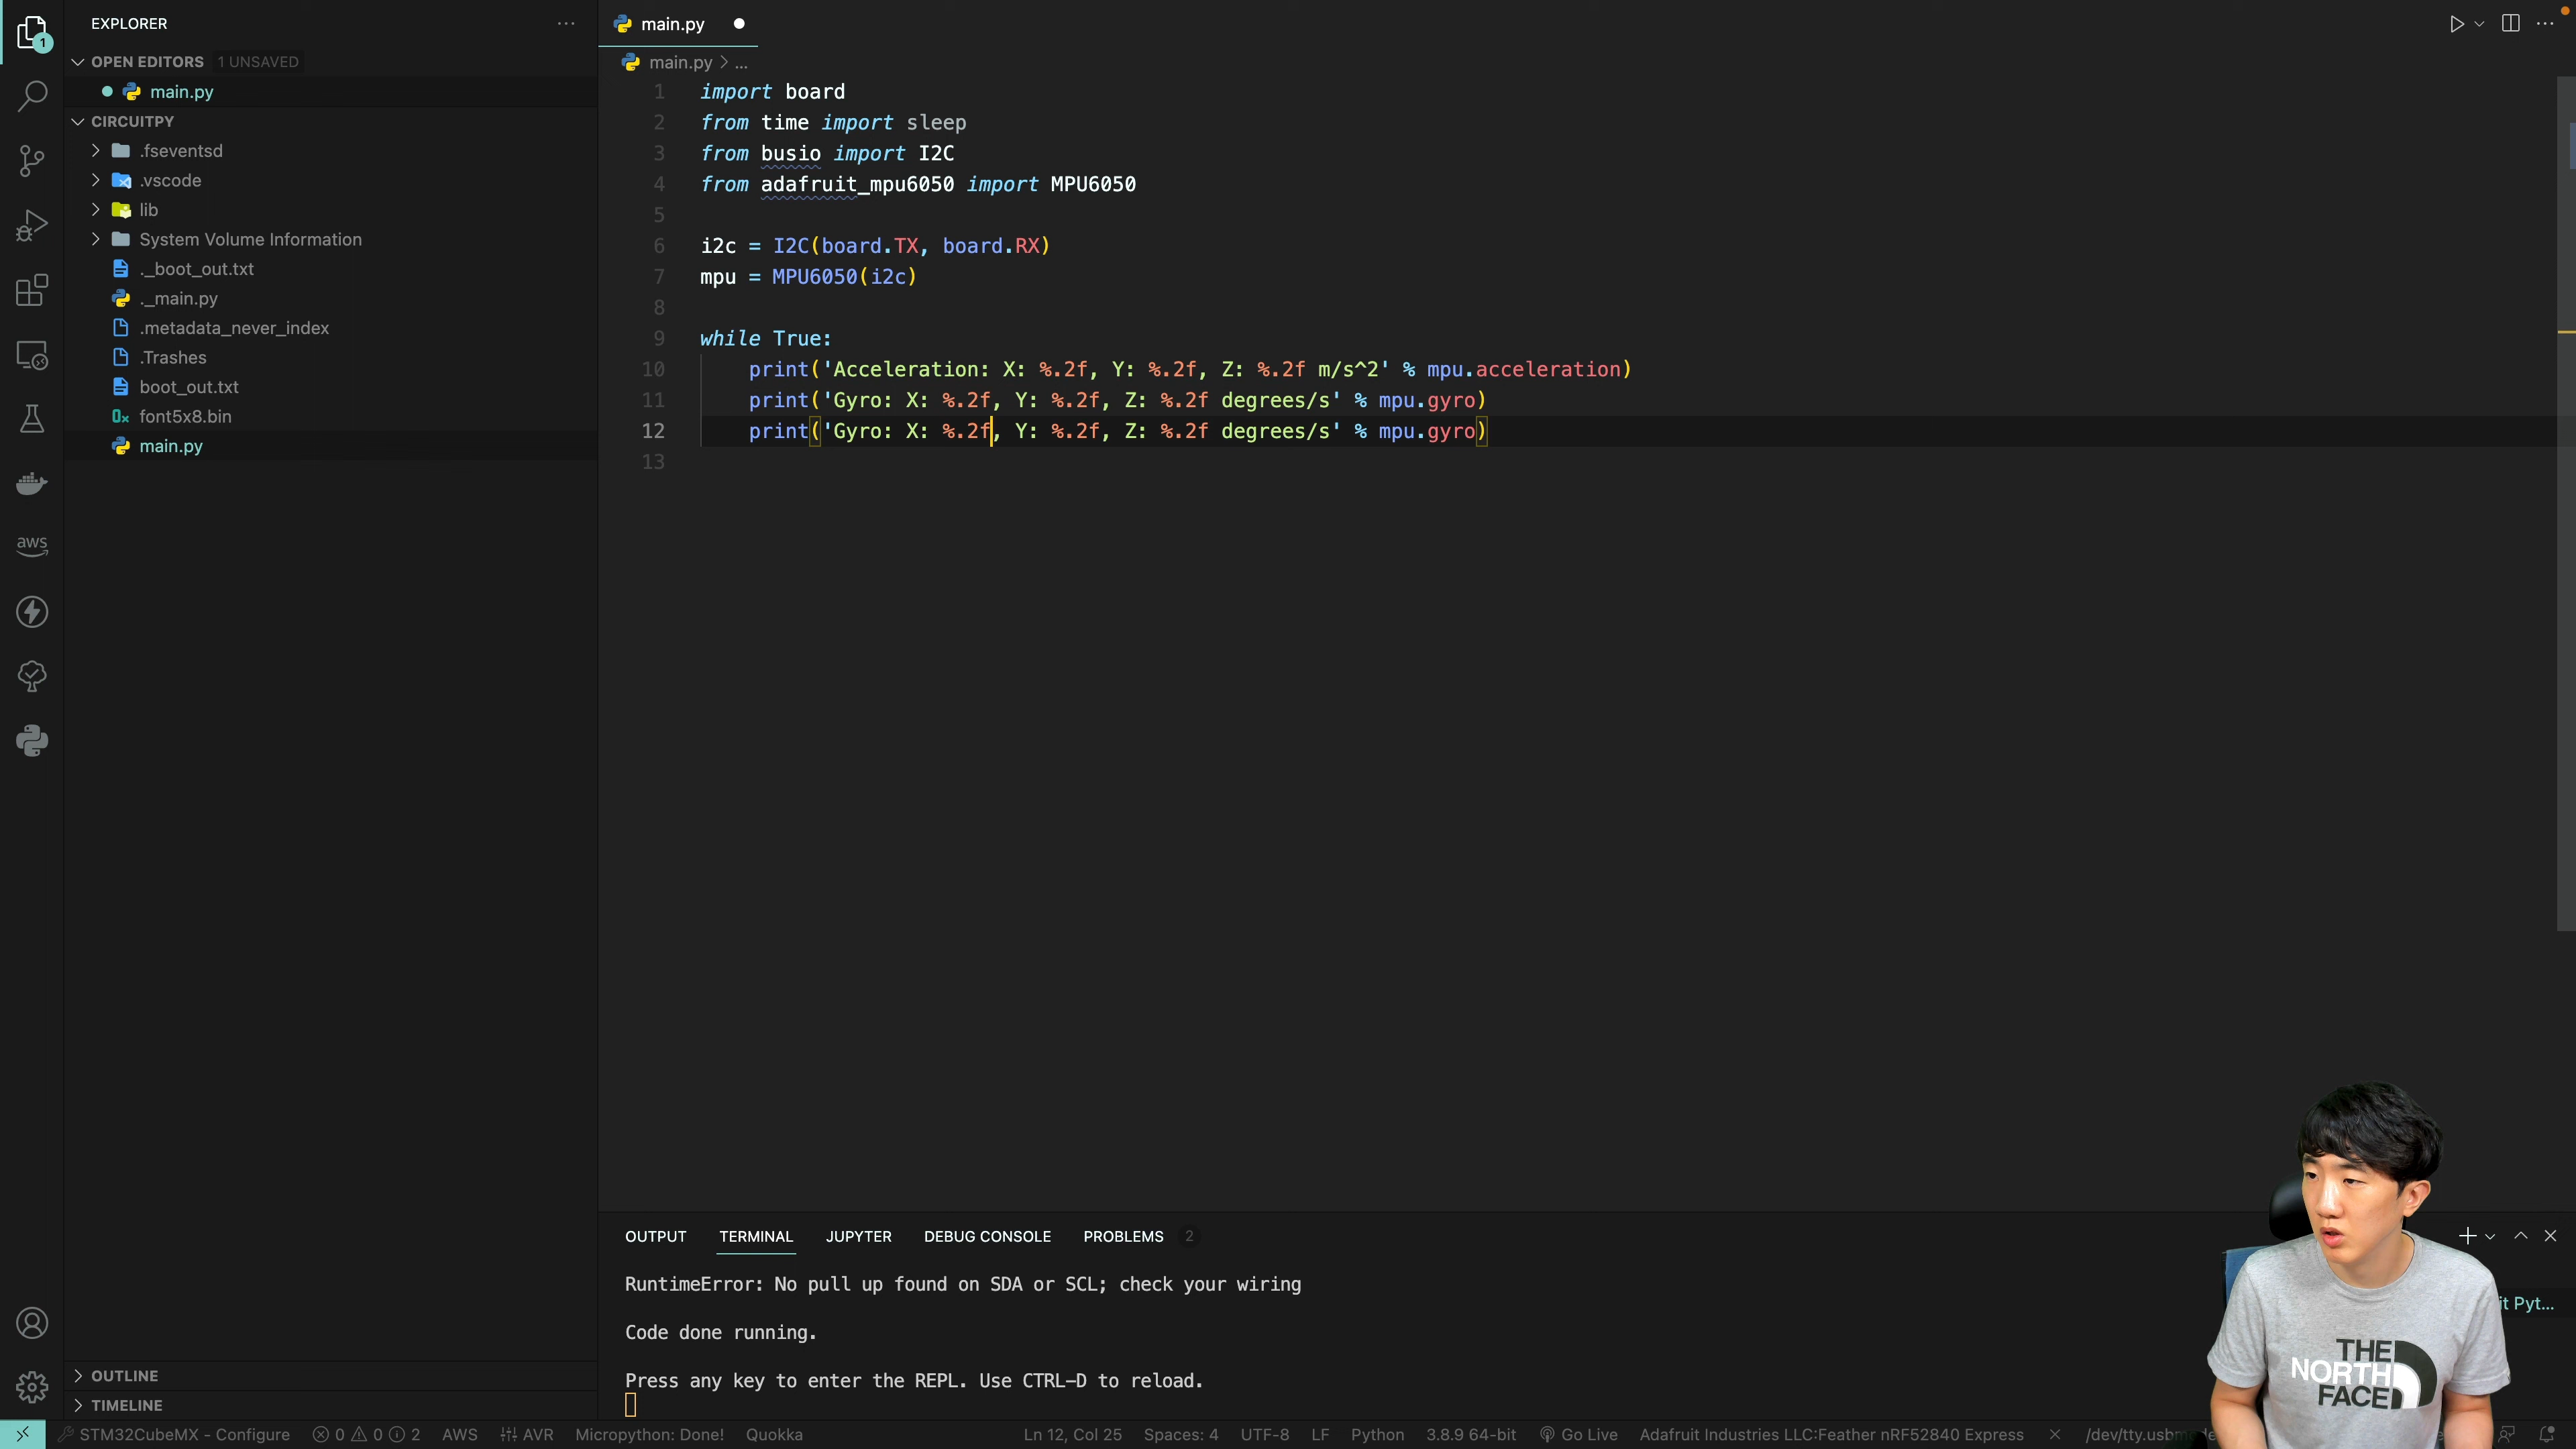 EXPLORER
OPEN EDITORS 1 UNSAVED
main.py
CIRCUITPY
.fseventsd
.vscode
lib
System Volume Information
._boot_out.txt
._main.py
.metadata_never_index
.Trashes
boot_out.txt
font5x8.bin
main.py
OUTLINE
TIMELINE
1
aws
main.py
main.py > ...
1 import board
2 from time import sleep
3 from busio import I2C
4 from adafruit_mpu6050 import MPU6050
5
6 i2c = I2C(board.TX, board.RX)
7 mpu = MPU6050(i2c)
8
9 while True:
10 print('Acceleration: X: %.2f, Y: %.2f, Z: %.2f m/s^2' % mpu.acceleration)
11 print('Gyro: X: %.2f, Y: %.2f, Z: %.2f degrees/s' % mpu.gyro)
12 print('Gyro: X: %.2f, Y: %.2f, Z: %.2f degrees/s' % mpu.gyro)
13
OUTPUT TERMINAL JUPYTER DEBUG CONSOLE PROBLEMS 2
RuntimeError: No pull up found on SDA or SCL; check your wiring
Code done running.
Press any key to enter the REPL. Use CTRL-D to reload.
Pyt...
THE
NORTH
FACE
STM32CubeMX - Configure 0 0 2 AWS AVR Micropython: Done! Quokka Ln 12, Col 25 Spaces: 4 UTF-8 LF Python 3.8.9 64-bit Go Live Adafruit Industries LLC:Feather nRF52840 Express